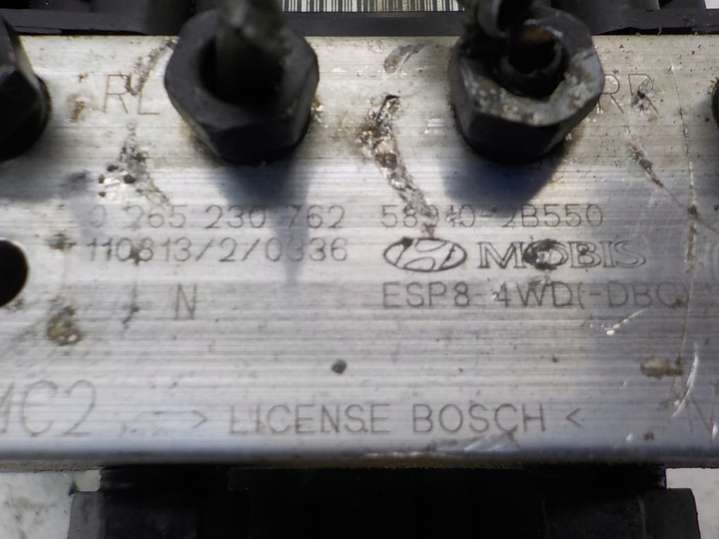 RL RR
0 265 230 762 58940-2B550
110813/2/0336 MOBIS
N ESP8-4WD(-DBC)
MC2 > LICENSE BOSCH <